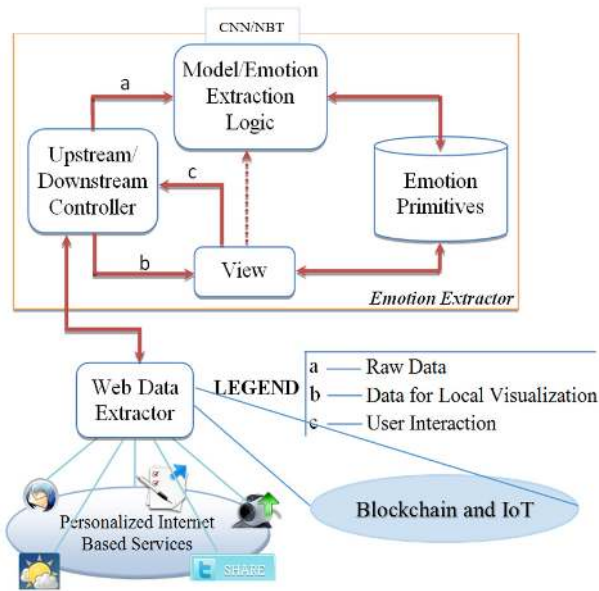 CNN/NBT
Model/Emotion
Extraction
Logic
a
Upstream/
Downstream
Controller
c
Emotion
Primitives
b
View
Emotion Extractor
Web Data
Extractor
LEGEND
a Raw Data
b Data for Local Visualization
c User Interaction
Personalized Internet
Based Services
Blockchain and IoT
t SHARE